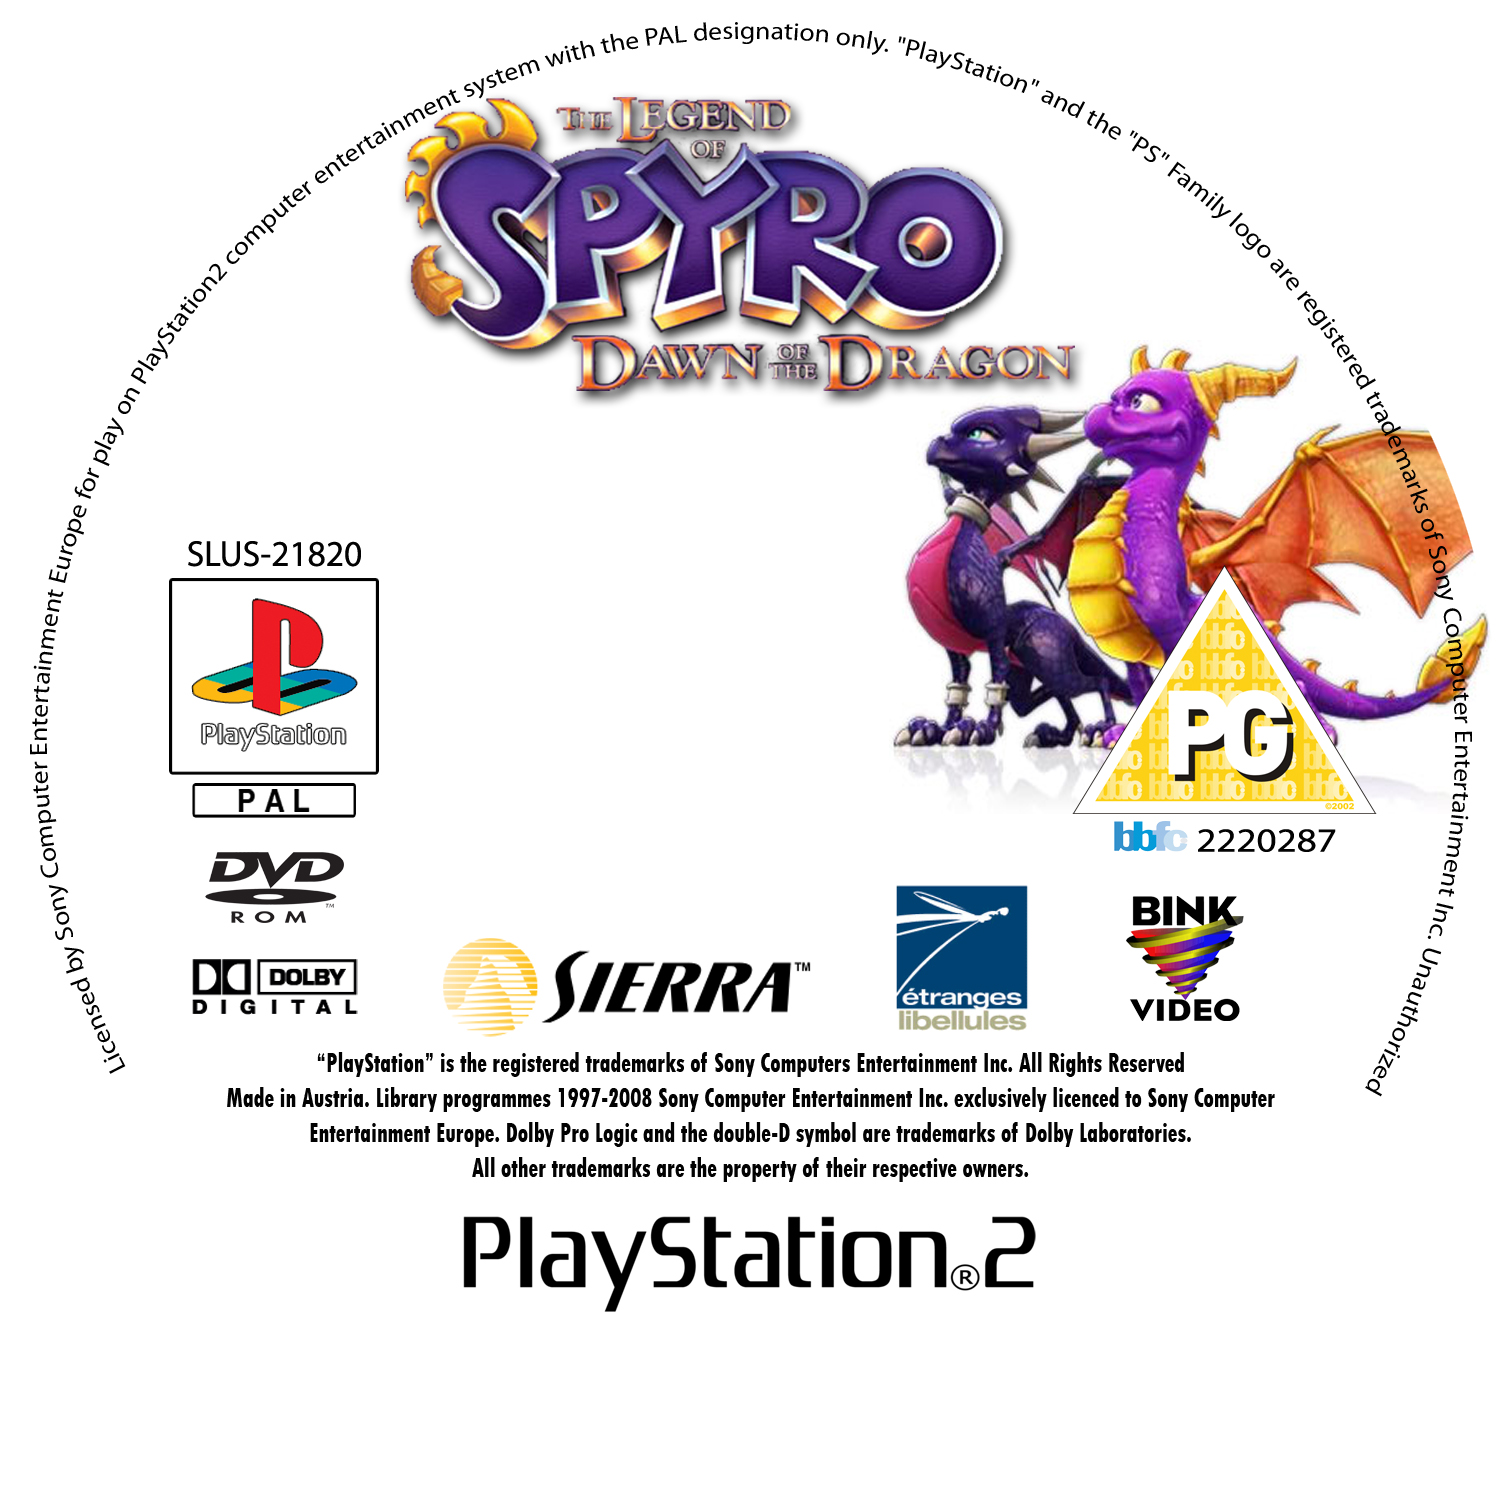 Licensed by Sony Computer Entertainment Europe for play on PlayStation2 computer entertainment system with the PAL designation only. "PlayStation" and the "PS" Family logo are registered trademarks of Sony Computer Entertainment Inc. Unauthorized
THE LEGEND
OF
SPYRO
DAWN OF THE DRAGON
SLUS-21820
PlayStation
PAL
DVD
ROM
TM
DOLBY
DIGITAL
bbfc
PG
©2002
bbfc 2220287
SIERRA™
étranges
libellules
BINK
VIDEO
“PlayStation” is the registered trademarks of Sony Computers Entertainment Inc. All Rights Reserved
Made in Austria. Library programmes 1997-2008 Sony Computer Entertainment Inc. exclusively licenced to Sony Computer
Entertainment Europe. Dolby Pro Logic and the double-D symbol are trademarks of Dolby Laboratories.
All other trademarks are the property of their respective owners.
PlayStation®2